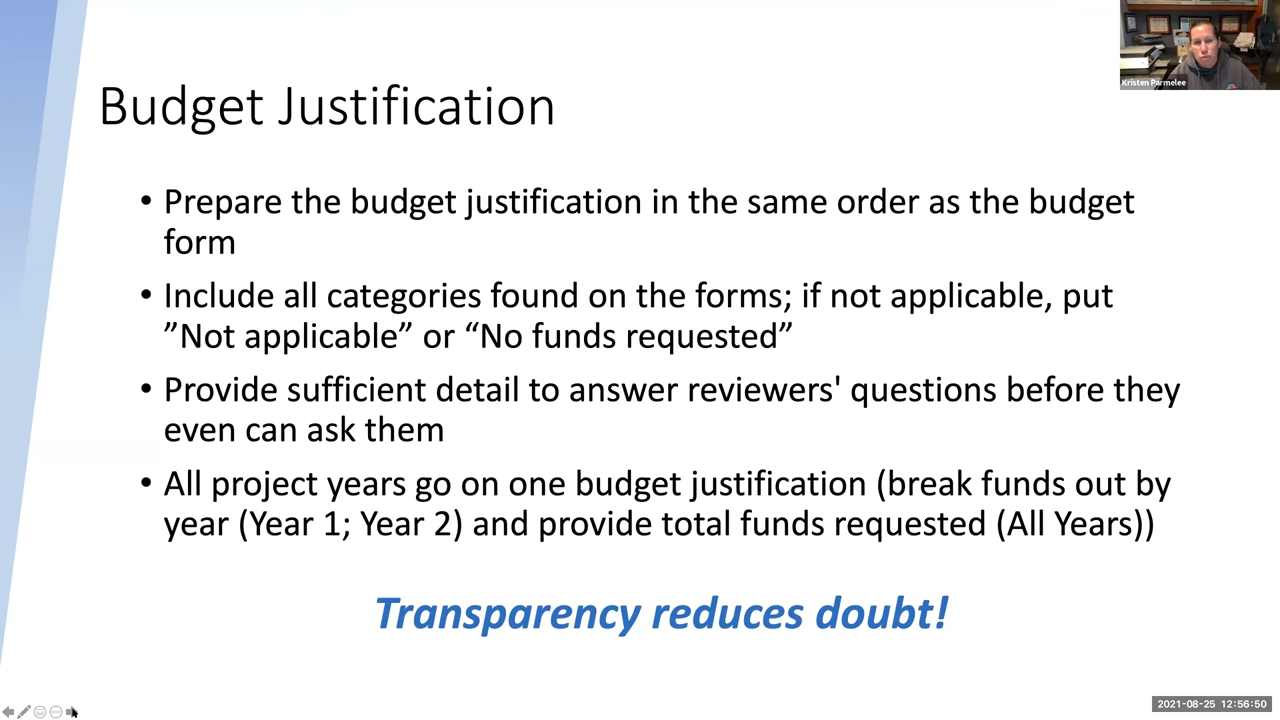 Kristen Parmelee
Budget Justification
• Prepare the budget justification in the same order as the budget
form
• Include all categories found on the forms; if not applicable, put
”Not applicable” or “No funds requested”
• Provide sufficient detail to answer reviewers' questions before they
even can ask them
• All project years go on one budget justification (break funds out by
year (Year 1; Year 2) and provide total funds requested (All Years))
Transparency reduces doubt!
2021-08-25 12:56:50